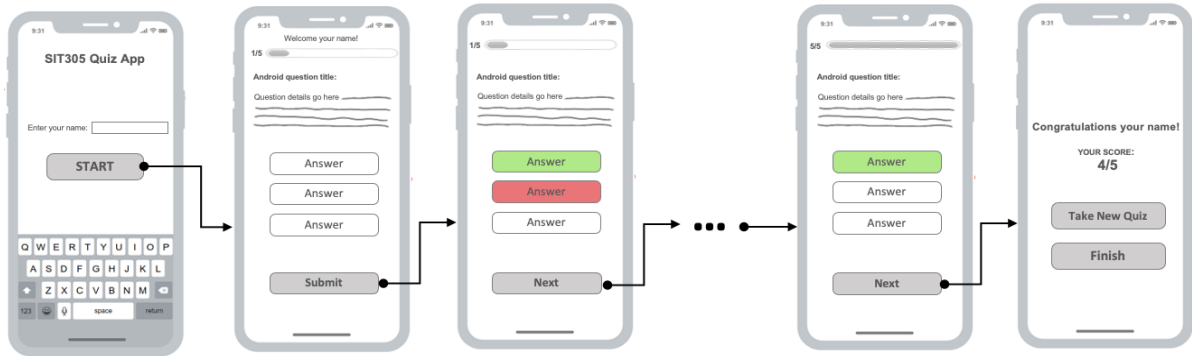 9:31
SIT305 Quiz App
Enter your name:
START
Q W E R T Y U I O P
A S D F G H J K L
Z X C V B N M
123 space return
9:31
Welcome your name!
1/5
Android question title:
Question details go here
Answer
Answer
Answer
Submit
9:31
1/5
Android question title:
Question details go here
Answer
Answer
Answer
Next
9:31
5/5
Android question title:
Question details go here
Answer
Answer
Answer
Next
9:31
Congratulations your name!
YOUR SCORE:
4/5
Take New Quiz
Finish